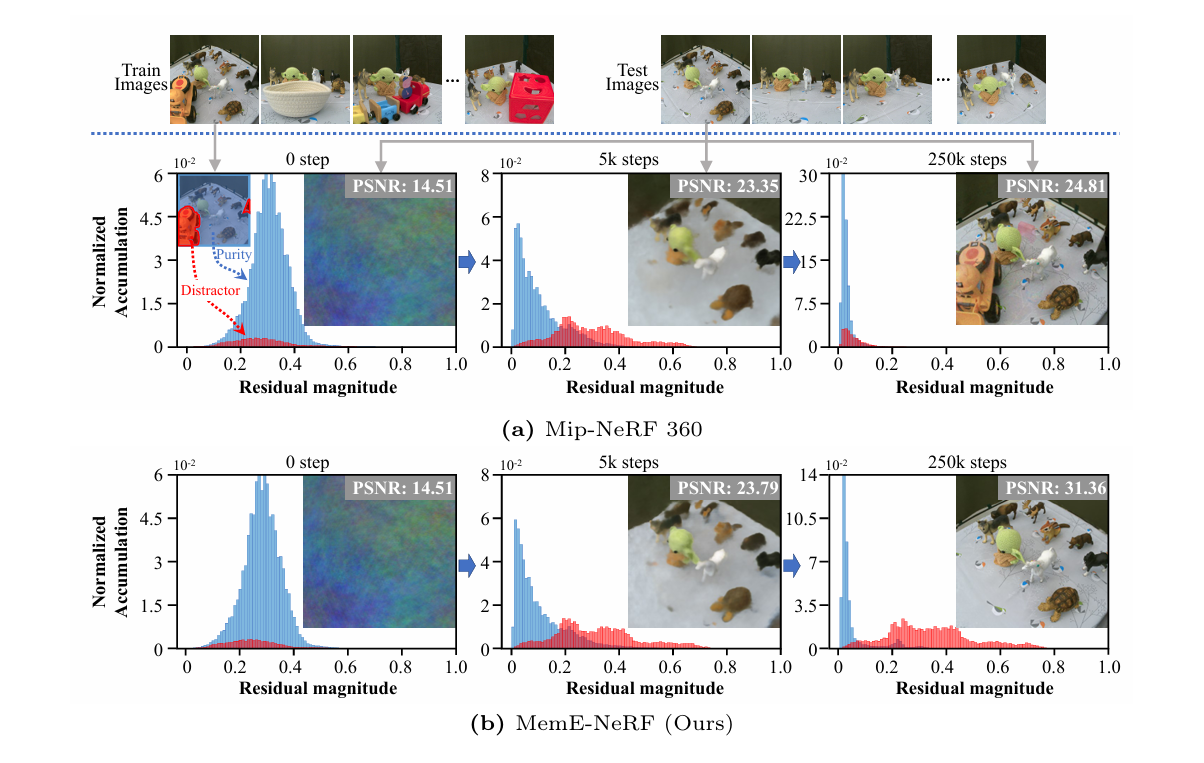 Train
Images
...
Test
Images
...
0 step
5k steps
250k steps
10-2
6
4.5
3
1.5
0
Normalized
Accumulation
Purity
Distractor
PSNR: 14.51
0 0.2 0.4 0.6 0.8 1.0
Residual magnitude
10-2
8
6
4
2
0
PSNR: 23.35
0 0.2 0.4 0.6 0.8 1.0
Residual magnitude
10-2
30
22.5
15
7.5
0
PSNR: 24.81
0 0.2 0.4 0.6 0.8 1.0
Residual magnitude
(a) Mip-NeRF 360
0 step
5k steps
250k steps
10-2
6
4.5
3
1.5
0
Normalized
Accumulation
PSNR: 14.51
0 0.2 0.4 0.6 0.8 1.0
Residual magnitude
10-2
8
6
4
2
0
PSNR: 23.79
0 0.2 0.4 0.6 0.8 1.0
Residual magnitude
10-2
14
10.5
7
3.5
0
PSNR: 31.36
0 0.2 0.4 0.6 0.8 1.0
Residual magnitude
(b) MemE-NeRF (Ours)